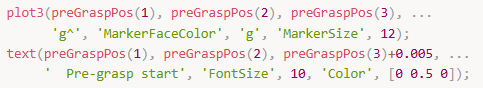 plot3(preGraspPos(1), preGraspPos(2), preGraspPos(3), ...
'g^', 'MarkerFaceColor', 'g', 'MarkerSize', 12);
text(preGraspPos(1), preGraspPos(2), preGraspPos(3)+0.005, ...
'  Pre-grasp start', 'FontSize', 10, 'Color', [0 0.5 0]);